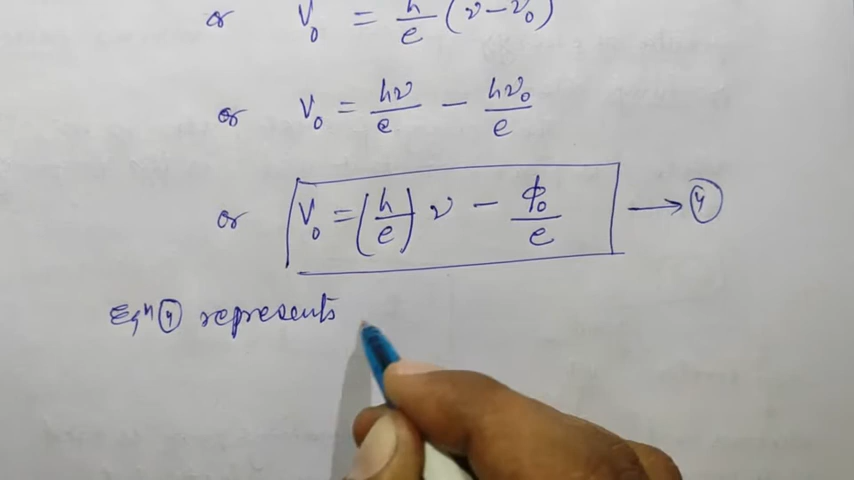 or V₀ = h/e (ν − ν₀)
or V₀ = hν/e − hν₀/e
or V₀ = (h/e) ν − ϕ₀/e → ④
Eqⁿ ④ represents